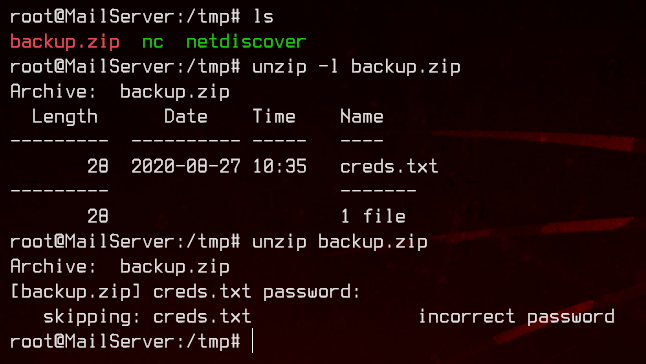 root@MailServer:/tmp# ls
backup.zip  nc  netdiscover
root@MailServer:/tmp# unzip -l backup.zip
Archive:  backup.zip
  Length      Date    Time    Name
---------  ---------- -----   ----
       28  2020-08-27 10:35   creds.txt
---------                     -------
       28                     1 file
root@MailServer:/tmp# unzip backup.zip
Archive:  backup.zip
[backup.zip] creds.txt password:
   skipping: creds.txt               incorrect password
root@MailServer:/tmp#